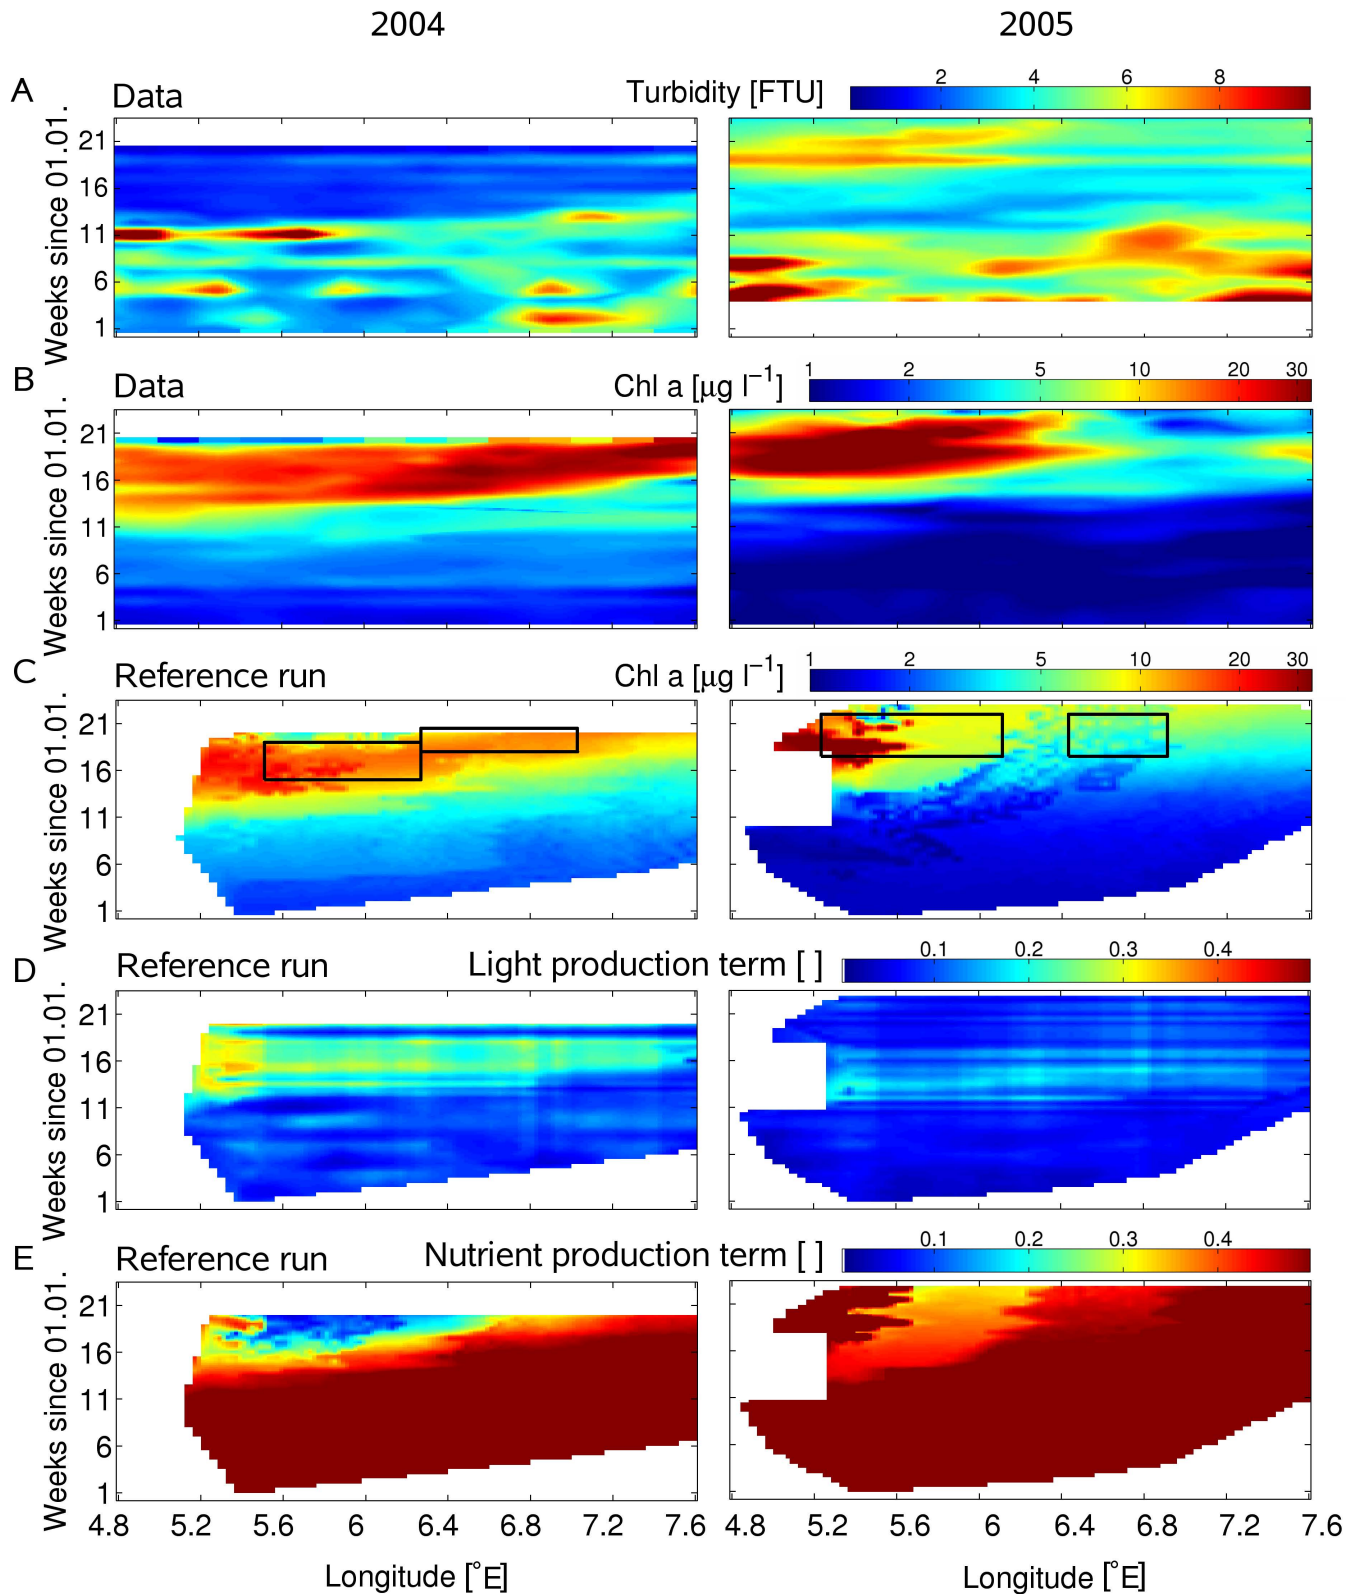 2004 2005
A Data Turbidity [FTU] 2 4 6 8
Weeks since 01.01.
21
16
11
6
1
B Data Chl a [μg l⁻¹] 1 2 5 10 20 30
Weeks since 01.01.
21
16
11
6
1
C Reference run Chl a [μg l⁻¹] 1 2 5 10 20 30
Weeks since 01.01.
21
16
11
6
1
D Reference run Light production term [ ] 0.1 0.2 0.3 0.4
Weeks since 01.01.
21
16
11
6
1
E Reference run Nutrient production term [ ] 0.1 0.2 0.3 0.4
Weeks since 01.01.
21
16
11
6
1
4.8 5.2 5.6 6 6.4 6.8 7.2 7.6 4.8 5.2 5.6 6 6.4 6.8 7.2 7.6
Longitude [°E] Longitude [°E]